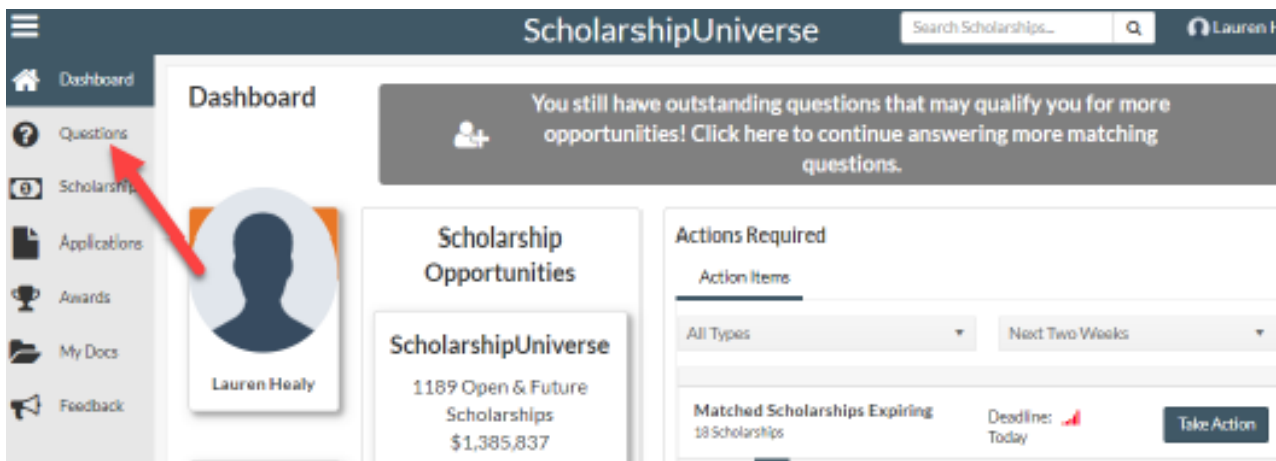 ScholarshipUniverse
Search Scholarships...
Lauren H
Dashboard
Questions
Scholarship
Applications
Awards
My Docs
Feedback
Dashboard
You still have outstanding questions that may qualify you for more
opportunities! Click here to continue answering more matching
questions.
Lauren Healy
Scholarship
Opportunities
ScholarshipUniverse
1189 Open & Future
Scholarships
$1,385,837
Actions Required
Action Items
All Types
Next Two Weeks
Matched Scholarships Expiring
18 Scholarships
Deadline:
Today
Take Action